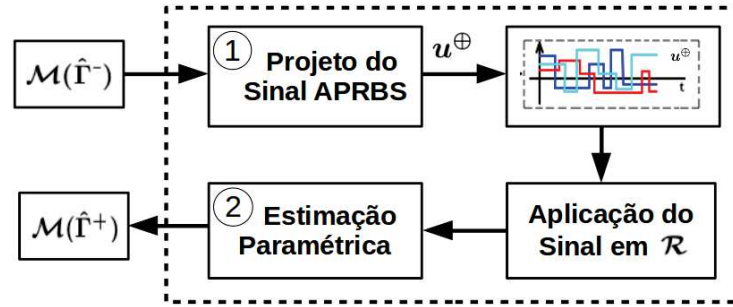 1
Projeto do
Sinal APRBS
u⊕
u⊕
t
M(Γ̂⁻)
M(Γ̂⁺)
2
Estimação
Paramétrica
Aplicação do
Sinal em R